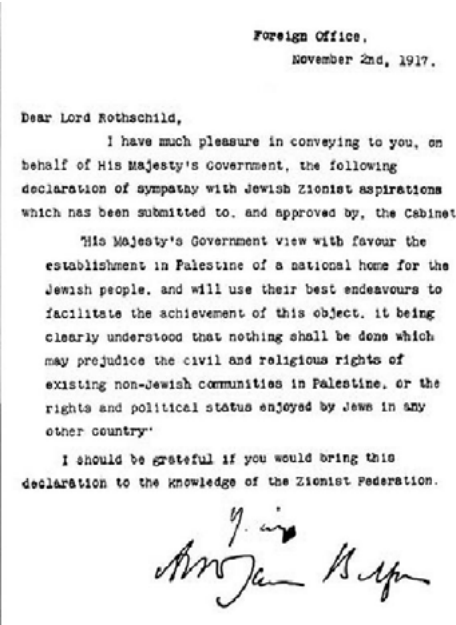 Foreign Office,
November 2nd, 1917.
Dear Lord Rothschild,
I have much pleasure in conveying to you, on
behalf of His Majesty's Government, the following
declaration of sympathy with Jewish Zionist aspirations
which has been submitted to, and approved by, the Cabinet
"His Majesty's Government view with favour the
establishment in Palestine of a national home for the
Jewish people, and will use their best endeavours to
facilitate the achievement of this object, it being
clearly understood that nothing shall be done which
may prejudice the civil and religious rights of
existing non-Jewish communities in Palestine, or the
rights and political status enjoyed by Jews in any
other country"
I should be grateful if you would bring this
declaration to the knowledge of the Zionist Federation.
Arthur James Balfour